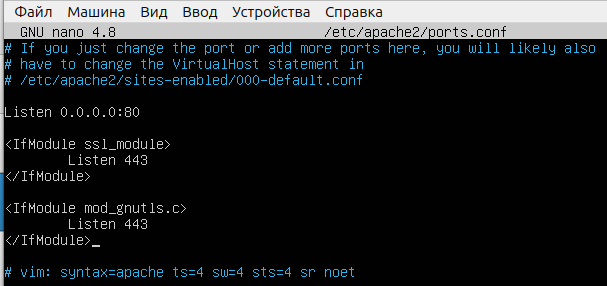 Файл Машина Вид Ввод Устройства Справка
GNU nano 4.8 /etc/apache2/ports.conf
# If you just change the port or add more ports here, you will likely also
# have to change the VirtualHost statement in
# /etc/apache2/sites-enabled/000-default.conf
Listen 0.0.0.0:80
<IfModule ssl_module>
Listen 443
</IfModule>
<IfModule mod_gnutls.c>
Listen 443
</IfModule>
# vim: syntax=apache ts=4 sw=4 sts=4 sr noet